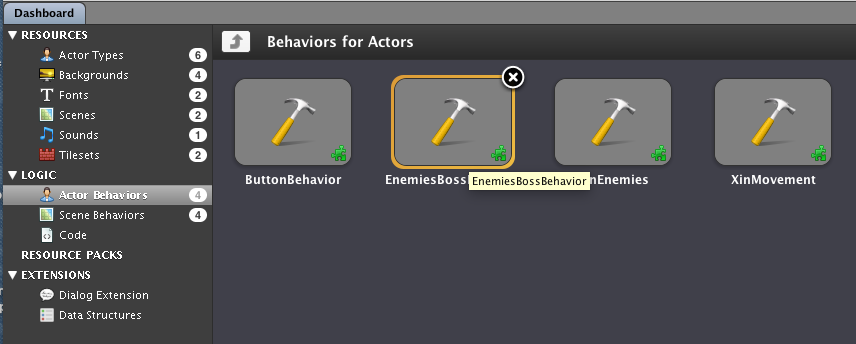 Dashboard
RESOURCES
Actor Types 6
Backgrounds 4
Fonts 2
Scenes 2
Sounds 1
Tilesets 2
LOGIC
Actor Behaviors 4
Scene Behaviors 4
Code
RESOURCE PACKS
EXTENSIONS
Dialog Extension
Data Structures
Behaviors for Actors
ButtonBehavior
EnemiesBoss
EnemiesBossBehavior
nEnemies
XinMovement